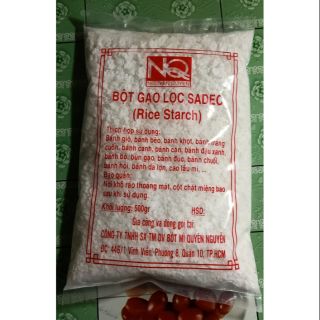 NQ
BỘT GẠO LỌC SADEC
(Rice Starch)
Thích hợp sử dụng:
Bánh giò, bánh bèo, bánh khọt, bánh tráng
cuốn, bánh canh, bánh căn, bánh đậu xanh,
bánh bò, bún gạo, bánh đúc, bánh chuối,
bánh hỏi, bánh da lợn, cao lầu mì ...
Bảo quản:
Nơi khô ráo thoáng mát, cột chặt miệng bao
sau khi sử dụng
Khối lượng: 500gr
HSD:
Gia công và đóng gói tại:
CÔNG TY TNHH SX-TM-DV BỘT MÌ QUYỀN NGUYÊN
ĐC: 446/1 Vĩnh Viễn, Phường 8, Quận 10, TP.HCM